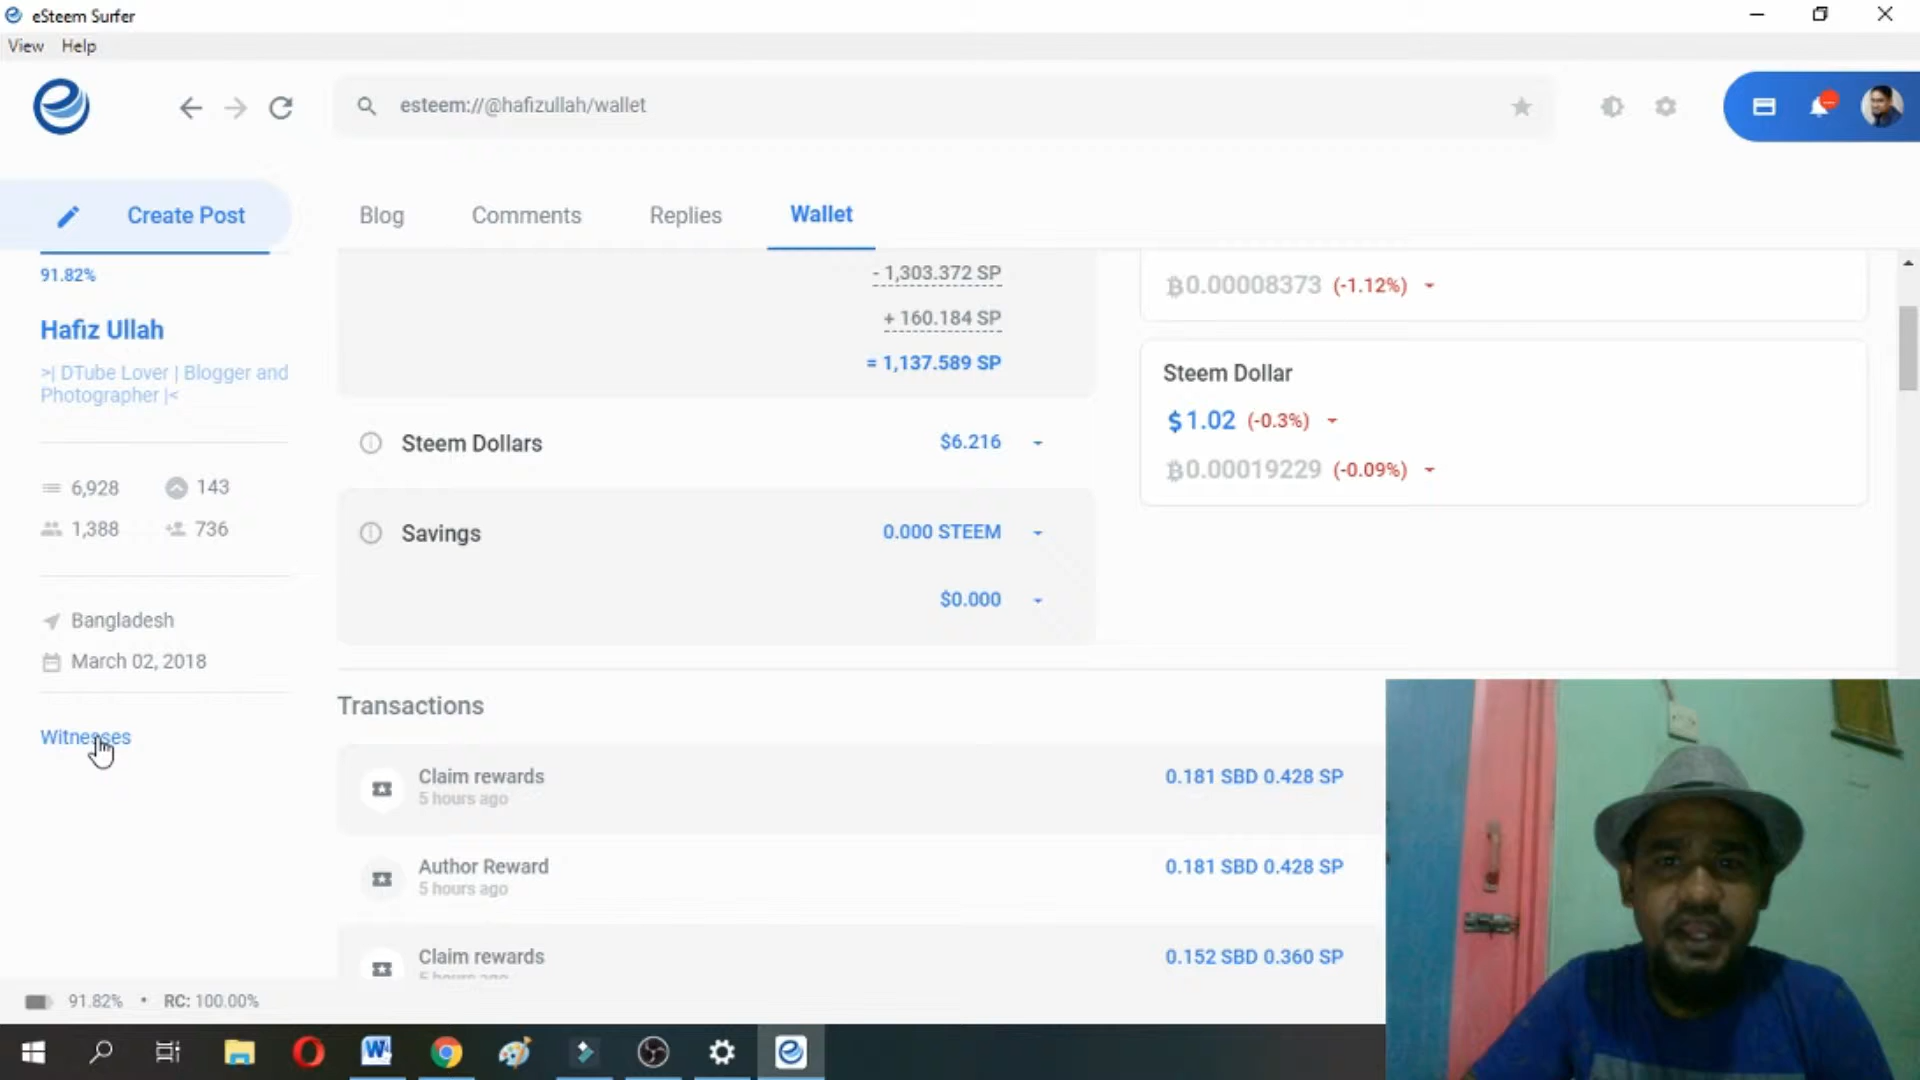 eSteem Surfer
View Help
esteem://@hafizullah/wallet
Create Post
Blog Comments Replies Wallet
91.82%
Hafiz Ullah
>| DTube Lover | Blogger and
Photographer |<
6,928 143
1,388 736
Bangladesh
March 02, 2018
Witnesses
- 1,303.372 SP
+ 160.184 SP
= 1,137.589 SP
Steem Dollars $6.216
Savings 0.000 STEEM
$0.000
฿0.00008373 (-1.12%)
Steem Dollar
$ 1.02 (-0.3%)
฿0.00019229 (-0.09%)
Transactions
Claim rewards 0.181 SBD 0.428 SP
5 hours ago
Author Reward 0.181 SBD 0.428 SP
5 hours ago
Claim rewards 0.152 SBD 0.360 SP
5 hours ago
91.82% • RC: 100.00%